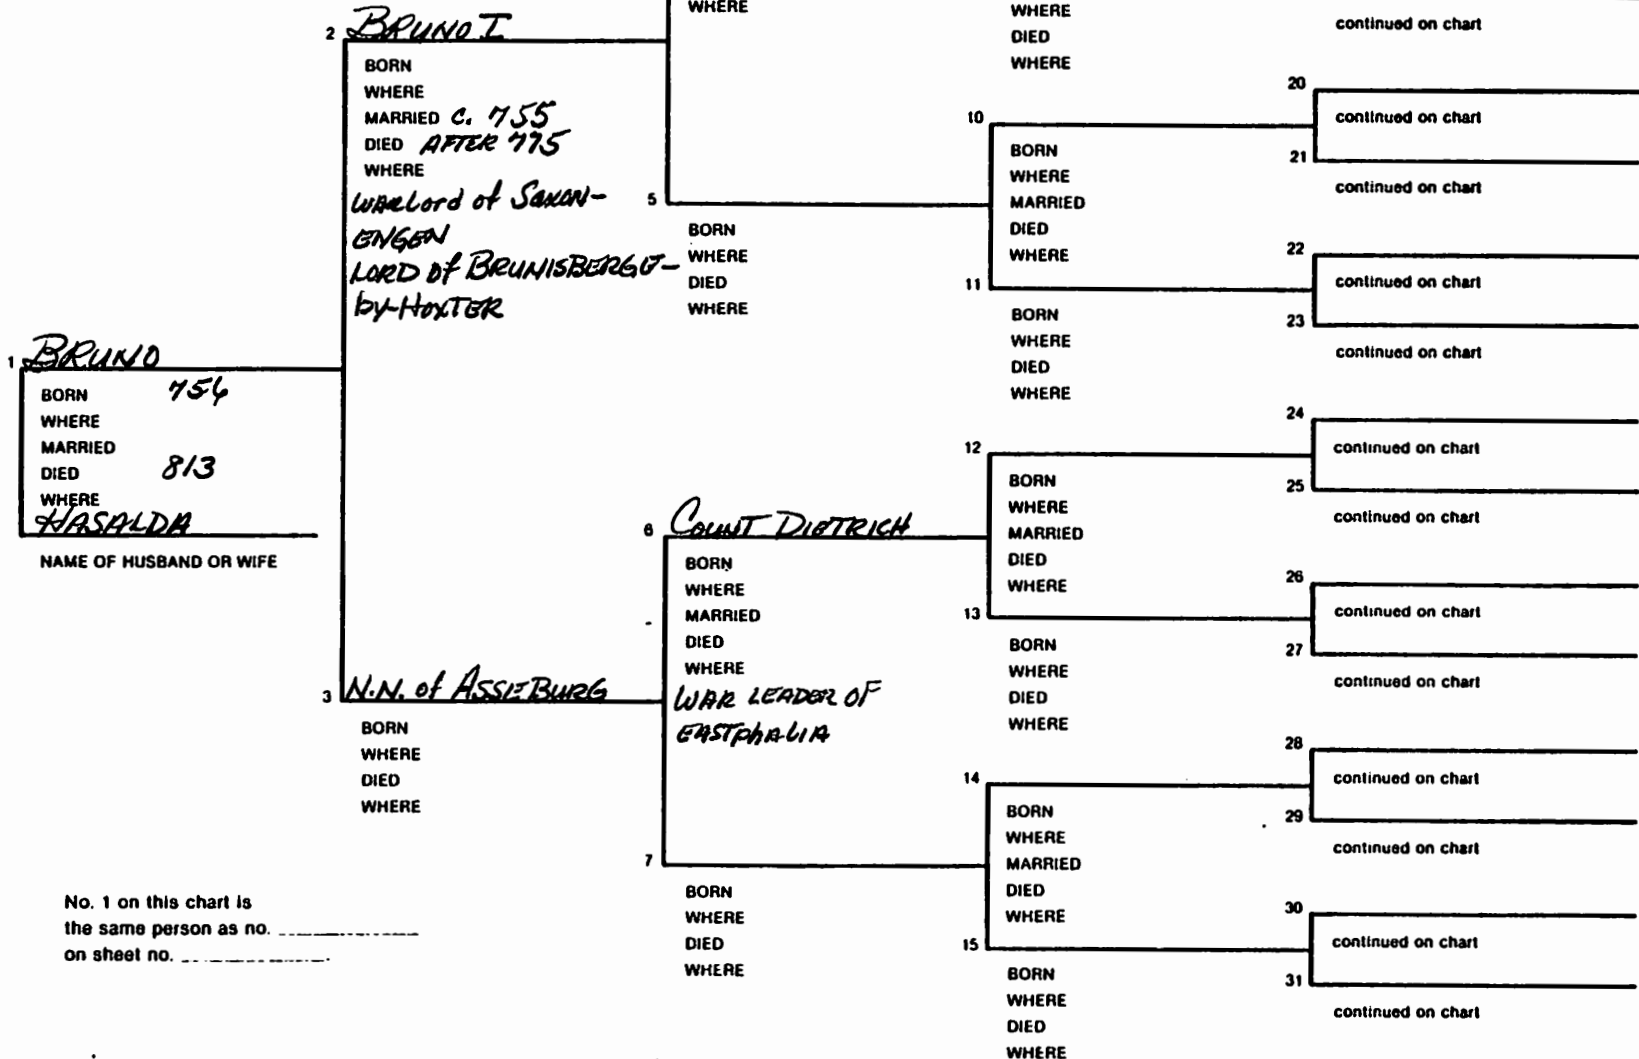 2 BRUNO I
BORN
WHERE
MARRIED C. 755
DIED AFTER 775
WHERE
WARLord of SAXON-
ENGEN
LORD of BRUNISBERGE-
by-HOXTER
1 BRUNO
BORN 756
WHERE
MARRIED
DIED 813
WHERE
HASALDA
NAME OF HUSBAND OR WIFE
3 N.N. of ASSEBURG
BORN
WHERE
DIED
WHERE
No. 1 on this chart is
the same person as no.
on sheet no.
WHERE
5
BORN
WHERE
DIED
WHERE
6 COUNT DIETRICH
BORN
WHERE
MARRIED
DIED
WHERE
WAR LEADER OF
EASTPhALIA
7
BORN
WHERE
DIED
WHERE
WHERE
DIED
WHERE
10
BORN
WHERE
MARRIED
DIED
WHERE
11
BORN
WHERE
DIED
WHERE
12
BORN
WHERE
MARRIED
DIED
WHERE
13
BORN
WHERE
DIED
WHERE
14
BORN
WHERE
MARRIED
DIED
WHERE
15
BORN
WHERE
DIED
WHERE
continued on chart
20
continued on chart
21
continued on chart
22
continued on chart
23
continued on chart
24
continued on chart
25
continued on chart
26
continued on chart
27
continued on chart
28
continued on chart
29
continued on chart
30
continued on chart
31
continued on chart